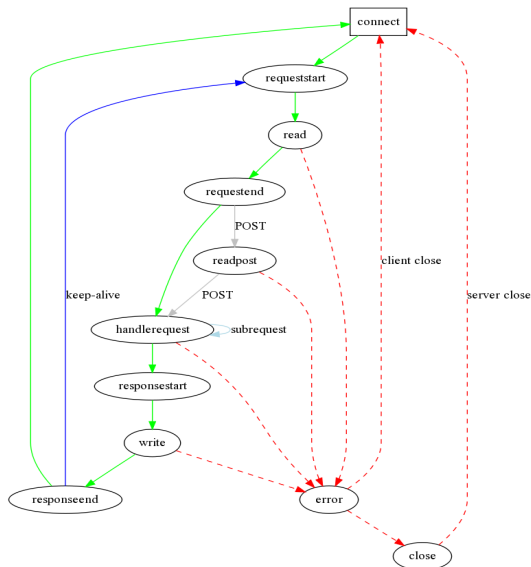 connect
requeststart
read
requestend
POST
readpost
client close
server close
keep-alive
POST
handlerequest
subrequest
responsestart
write
responseend
error
close